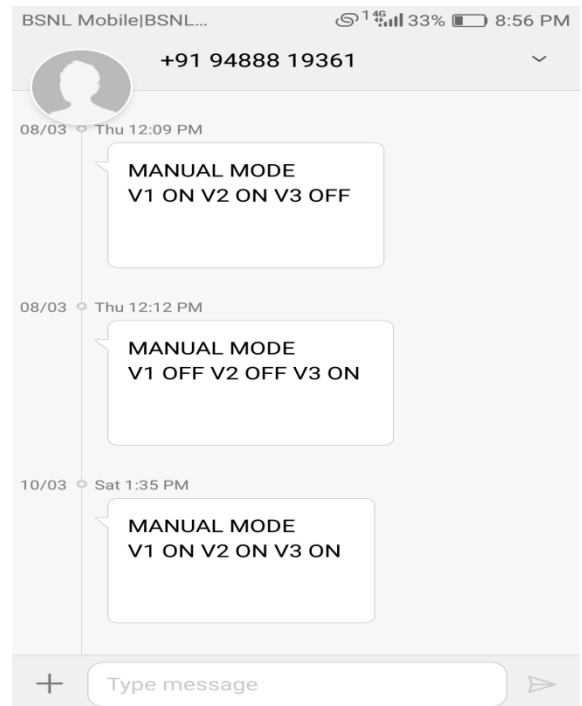 BSNL Mobile|BSNL... 1 4G 33% 8:56 PM
+91 94888 19361
08/03 Thu 12:09 PM
MANUAL MODE
V1 ON V2 ON V3 OFF
08/03 Thu 12:12 PM
MANUAL MODE
V1 OFF V2 OFF V3 ON
10/03 Sat 1:35 PM
MANUAL MODE
V1 ON V2 ON V3 ON
Type message